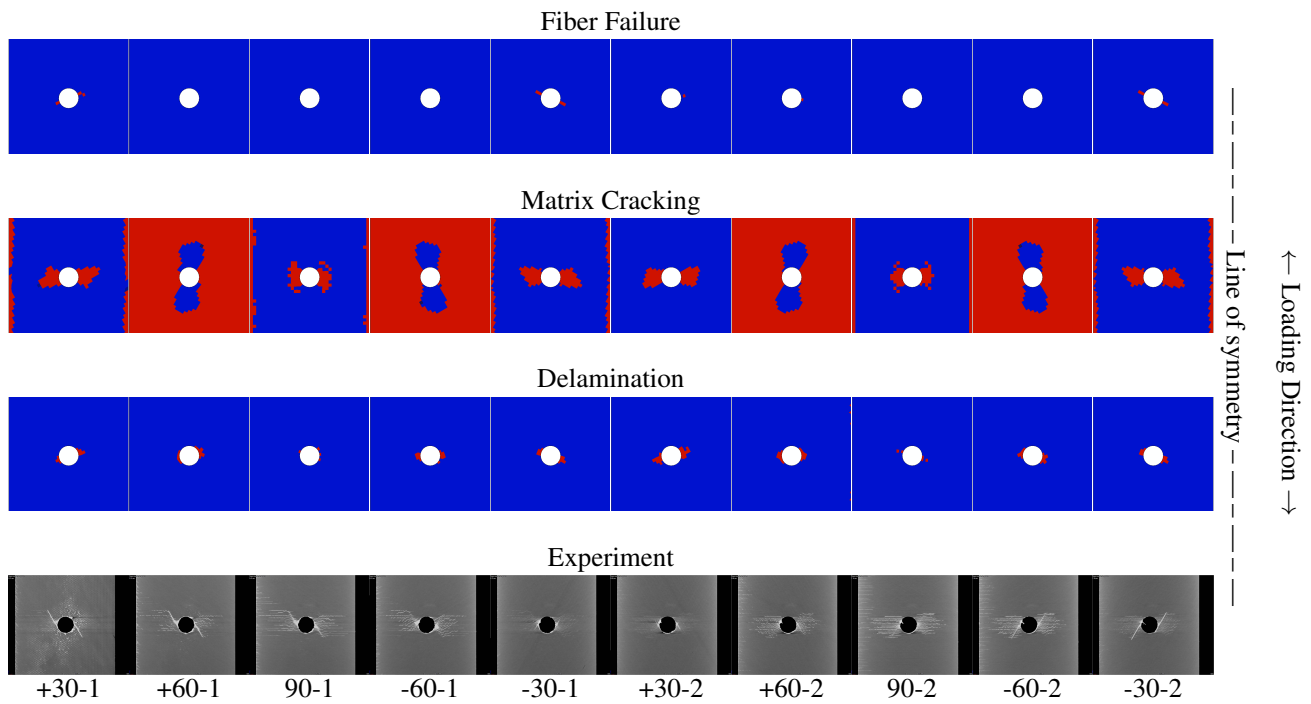 Fiber Failure
Matrix Cracking
Delamination
Experiment
+30-1 +60-1 90-1 -60-1 -30-1 +30-2 +60-2 90-2 -60-2 -30-2
Line of symmetry
← Loading Direction →